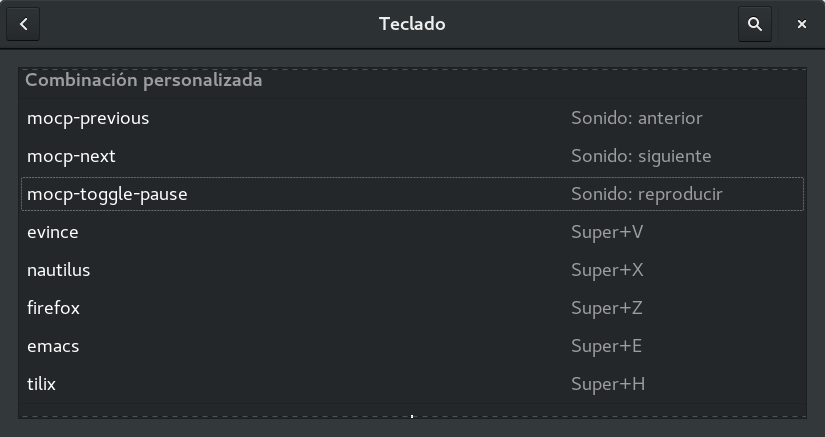 Teclado
Combinación personalizada
mocp-previous Sonido: anterior
mocp-next Sonido: siguiente
mocp-toggle-pause Sonido: reproducir
evince Super+V
nautilus Super+X
firefox Super+Z
emacs Super+E
tilix Super+H